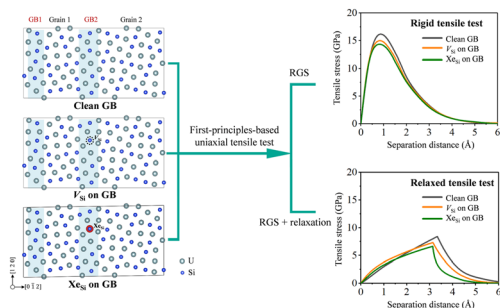 GB1 Grain 1 GB2 Grain 2
Clean GB
V_Si
V_Si on GB
Xe_Si
Xe_Si on GB
U
Si
[1 2 0]
First-principles-based
uniaxial tensile test
RGS
RGS + relaxation
Rigid tensile test
Clean GB
V_Si on GB
Xe_Si on GB
Tensile stress (GPa)
20
15
10
5
0
0 1 2 3 4 5 6
Separation distance (Å)
Relaxed tensile test
Clean GB
V_Si on GB
Xe_Si on GB
Tensile stress (GPa)
20
15
10
5
0
0 1 2 3 4 5 6
Separation distance (Å)